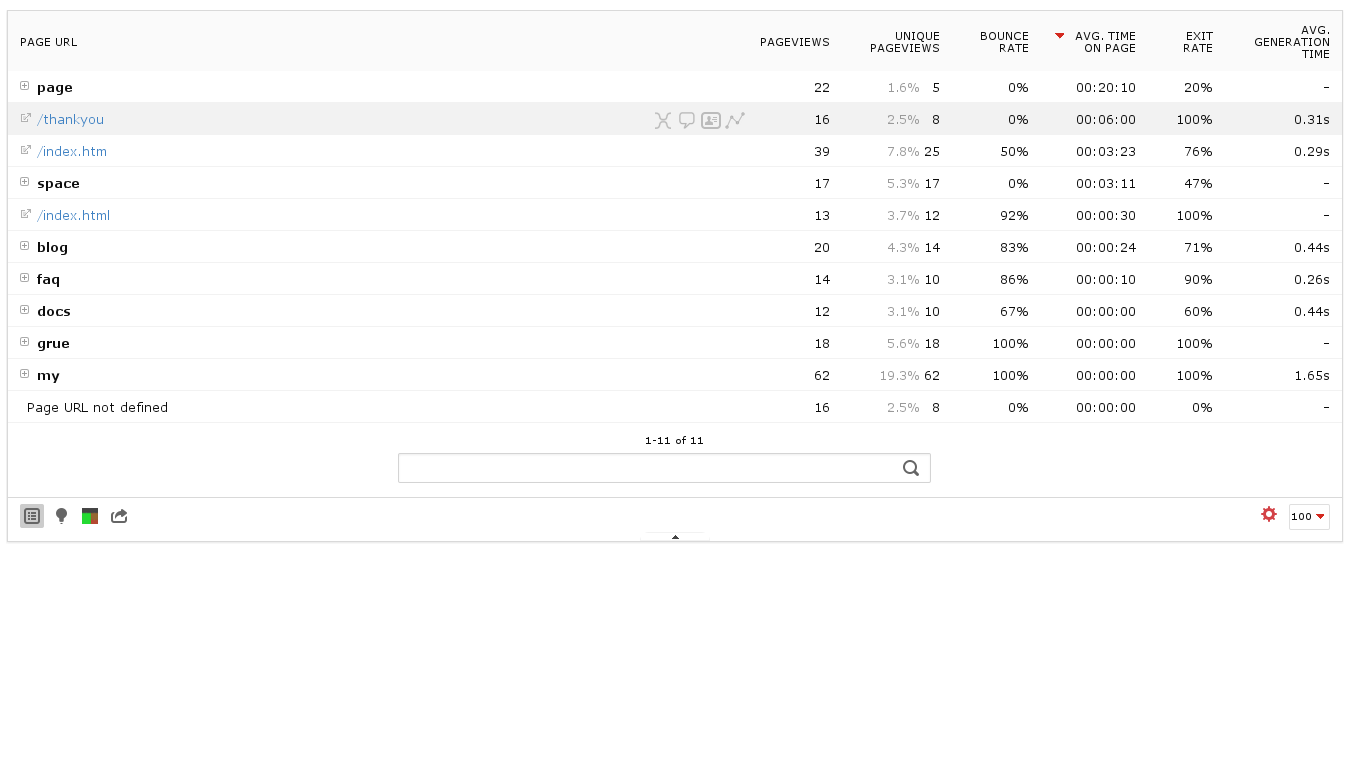 PAGE URL PAGEVIEWS UNIQUE PAGEVIEWS BOUNCE RATE AVG. TIME ON PAGE EXIT RATE AVG. GENERATION TIME
page 22 1.6% 5 0% 00:20:10 20% –
/thankyou 16 2.5% 8 0% 00:06:00 100% 0.31s
/index.htm 39 7.8% 25 50% 00:03:23 76% 0.29s
space 17 5.3% 17 0% 00:03:11 47% –
/index.html 13 3.7% 12 92% 00:00:30 100% –
blog 20 4.3% 14 83% 00:00:24 71% 0.44s
faq 14 3.1% 10 86% 00:00:10 90% 0.26s
docs 12 3.1% 10 67% 00:00:00 60% 0.44s
grue 18 5.6% 18 100% 00:00:00 100% –
my 62 19.3% 62 100% 00:00:00 100% 1.65s
Page URL not defined 16 2.5% 8 0% 00:00:00 0% –
1-11 of 11
100